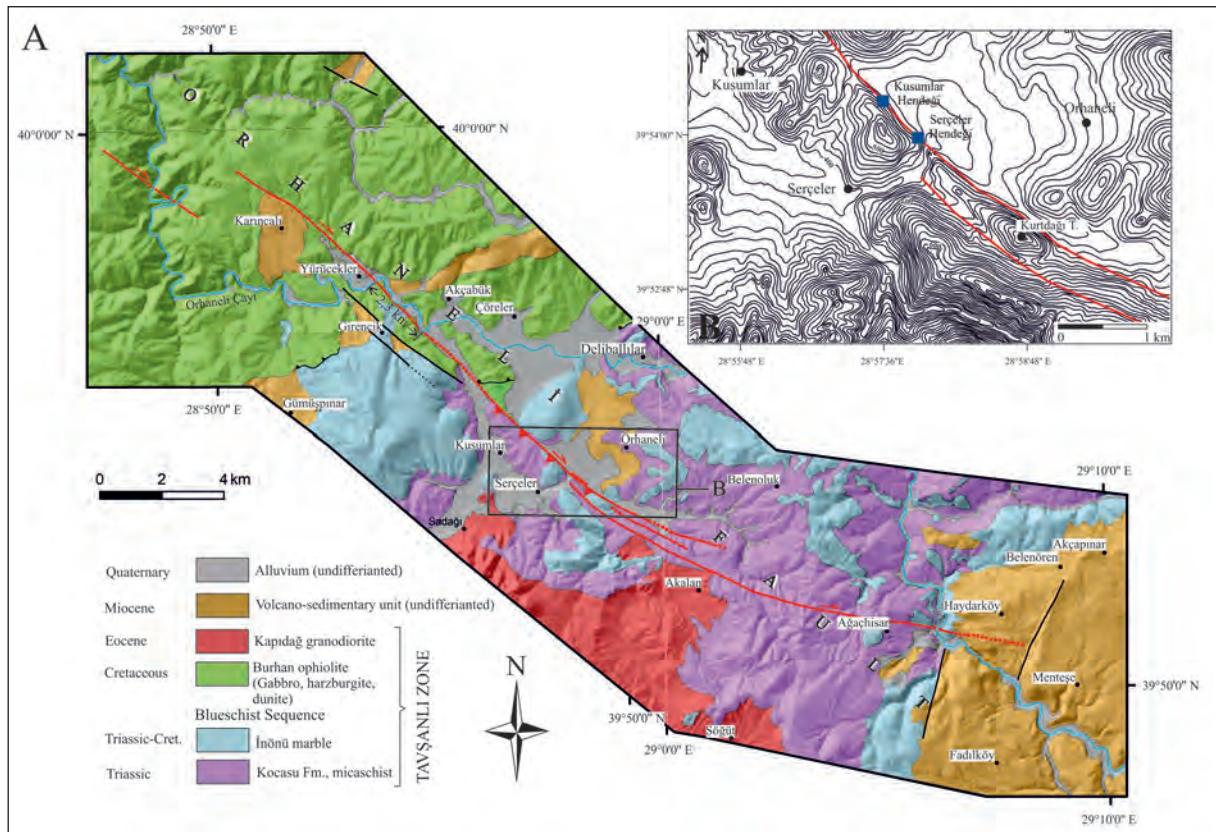 A
28°50'0" E
40°0'0" N
40°0'00" N
O R H A N E L İ F A U L T
Karıncalı
Yürücekler
Orhaneli Çayı
<-2.3 km->
Akçabük
Çöreler
Girençik
29°0'0" E
Deliballılar
28°50'0" E
Gümüşpınar
Kusumlar
Orhaneli
Serçeler
B
Belenoluk
Sadağı
0 2 4 km
29°10'0" E
Akçapınar
Belenören
Akalan
Haydarköy
Ağaçhisar
Menteşe
39°50'0" N
39°50'0" N
29°0'0" E
Söğüt
Fadılköy
29°10'0" E
N
Quaternary Alluvium (undifferianted)
Miocene Volcano-sedimentary unit (undifferianted)
Eocene Kapıdağ granodiorite
Cretaceous Burhan ophiolite
(Gabbro, harzburgite,
dunite)
Blueschist Sequence
Triassic-Cret. İnönü marble
Triassic Kocasu Fm., micaschist
TAVŞANLI ZONE
Kusumlar
Kusumlar
Hendeği
Orhaneli
39°54'00" N
Serçeler
Hendeği
Serçeler
Kurtdağı T.
39°52'48" N
B
0 1 km
28°55'48" E
28°57'36" E
28°58'48" E